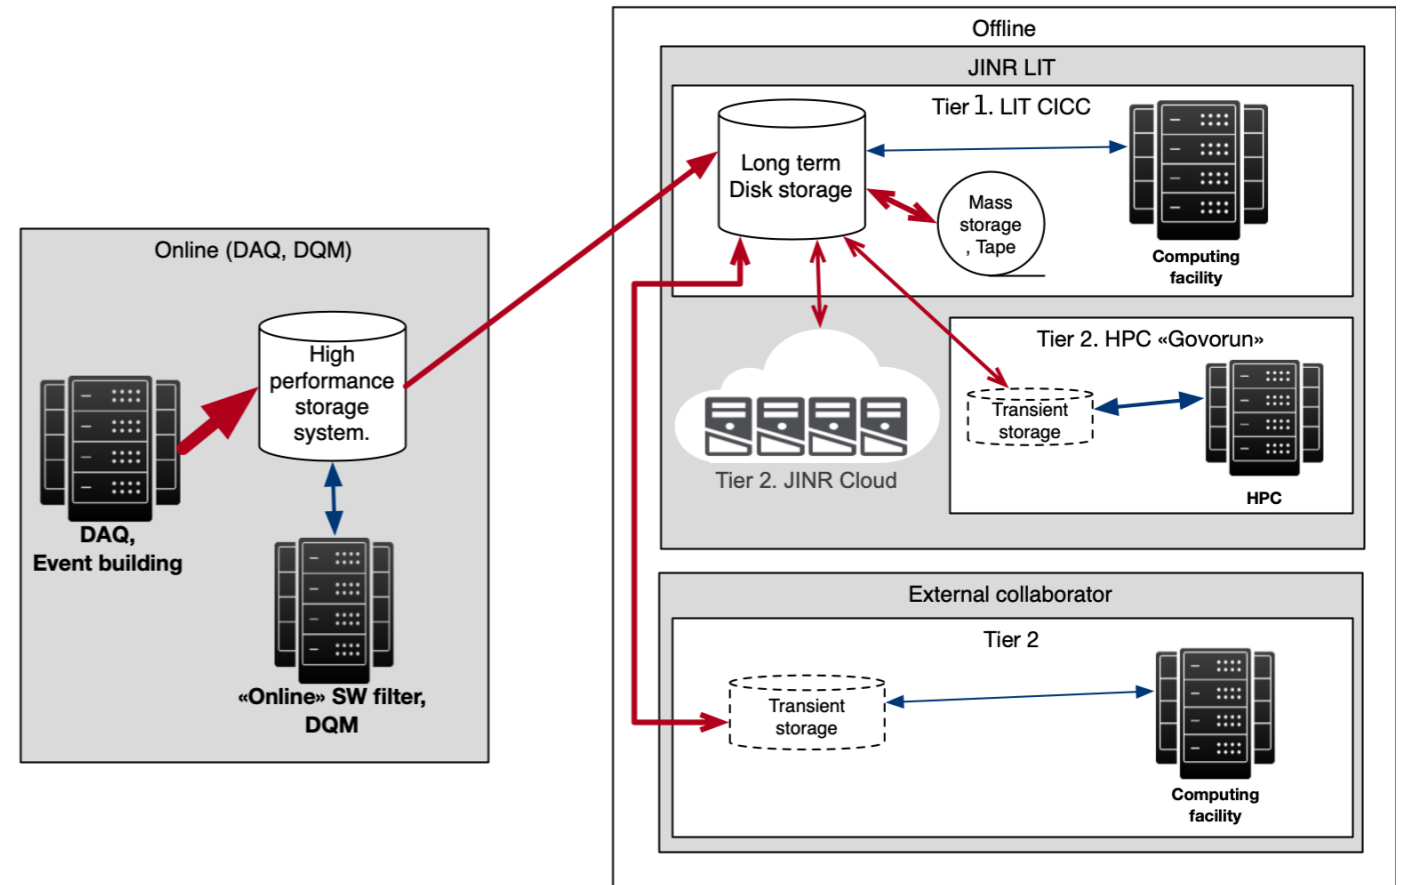 Offline
JINR LIT
Tier 1. LIT CICC
Long term
Disk storage
Mass
storage
, Tape
Computing
facility
Online (DAQ, DQM)
High
performance
storage
system.
DAQ,
Event building
«Online» SW filter,
DQM
Tier 2. JINR Cloud
Tier 2. HPC «Govorun»
Transient
storage
HPC
External collaborator
Tier 2
Transient
storage
Computing
facility